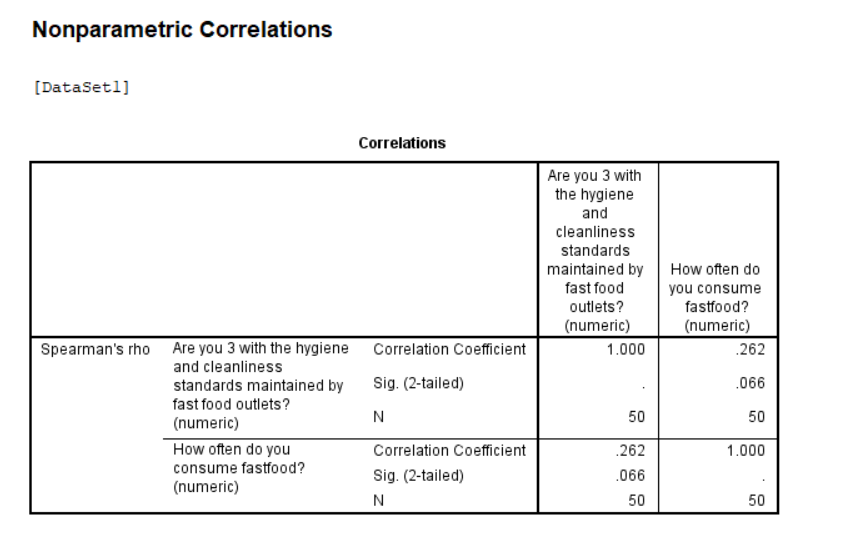 Nonparametric Correlations
[DataSet1]
Correlations
Are you 3 with
the hygiene
and
cleanliness
standards
maintained by
fast food
outlets?
(numeric)
How often do
you consume
fastfood?
(numeric)
Spearman's rho
Are you 3 with the hygiene
and cleanliness
standards maintained by
fast food outlets?
(numeric)
Correlation Coefficient 1.000 .262
Sig. (2-tailed) . .066
N 50 50
How often do you
consume fastfood?
(numeric)
Correlation Coefficient .262 1.000
Sig. (2-tailed) .066 .
N 50 50